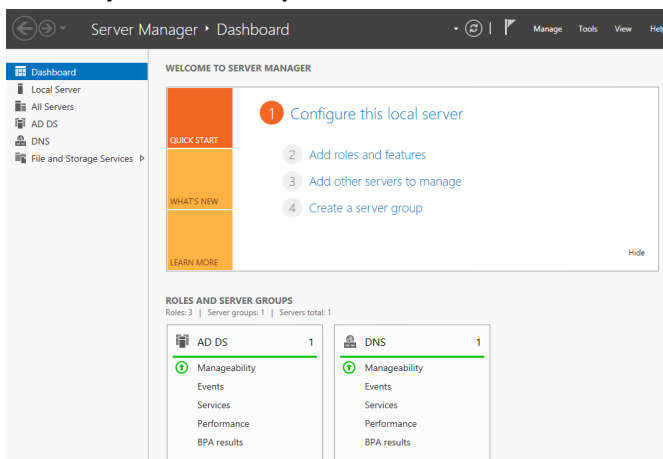 Server Manager ‣ Dashboard
Manage Tools View Hel
Dashboard
Local Server
All Servers
AD DS
DNS
File and Storage Services
WELCOME TO SERVER MANAGER
QUICK START
WHAT'S NEW
LEARN MORE
1 Configure this local server
2 Add roles and features
3 Add other servers to manage
4 Create a server group
Hide
ROLES AND SERVER GROUPS
Roles: 3 | Server groups: 1 | Servers total: 1
AD DS 1
Manageability
Events
Services
Performance
BPA results
DNS 1
Manageability
Events
Services
Performance
BPA results